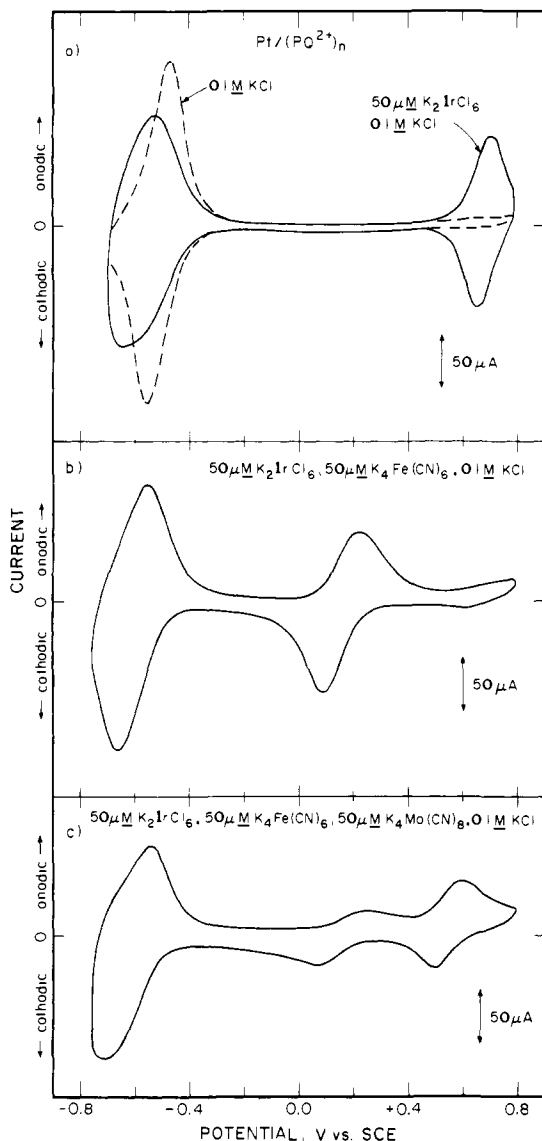 a)
Pt/(PQ²⁺)n
0.1 M KCl
50 μM K₂IrCl₆
0.1 M KCl
anodic
0
cathodic
50 μA
b)
50 μM K₂IrCl₆, 50 μM K₄Fe(CN)₆, 0.1 M KCl
CURRENT
anodic
0
cathodic
50 μA
c)
50 μM K₂IrCl₆, 50 μM K₄Fe(CN)₆, 50 μM K₄Mo(CN)₈, 0.1 M KCl
anodic
0
cathodic
50 μA
-0.8 -0.4 0.0 +0.4 0.8
POTENTIAL, V vs. SCE